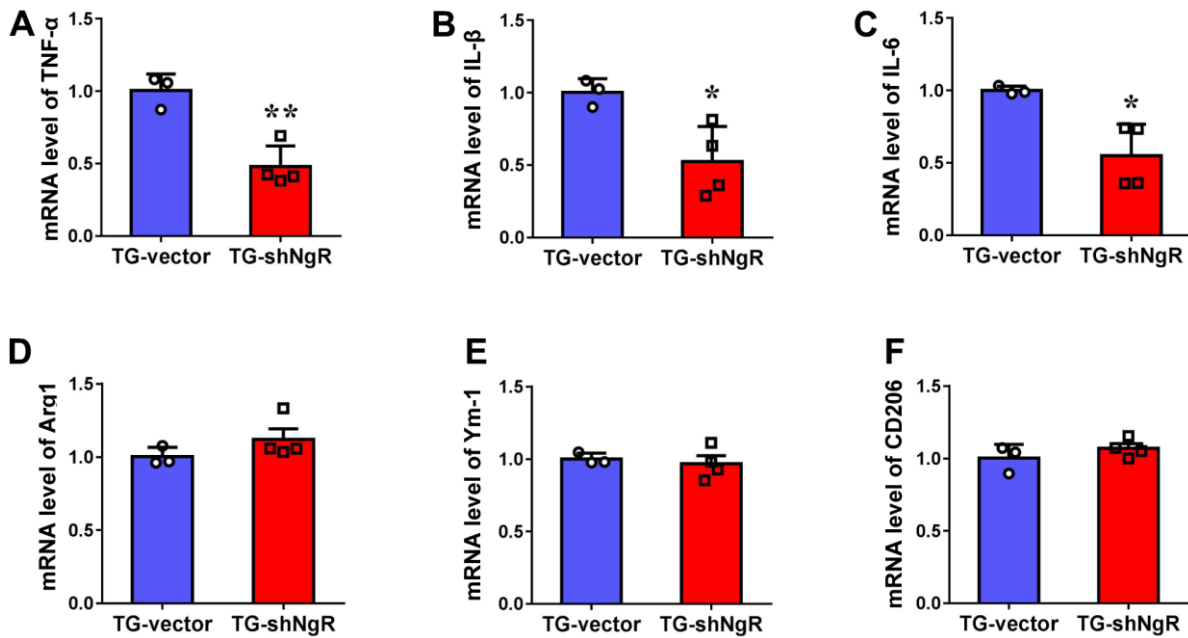 A
mRNA level of TNF-α
1.5
1.0
0.5
0.0
**
TG-vector TG-shNgR
B
mRNA level of IL-β
1.5
1.0
0.5
0.0
*
TG-vector TG-shNgR
C
mRNA level of IL-6
1.5
1.0
0.5
0.0
*
TG-vector TG-shNgR
D
mRNA level of Arg1
1.5
1.0
0.5
0.0
TG-vector TG-shNgR
E
mRNA level of Ym-1
1.5
1.0
0.5
0.0
TG-vector TG-shNgR
F
mRNA level of CD206
1.5
1.0
0.5
0.0
TG-vector TG-shNgR